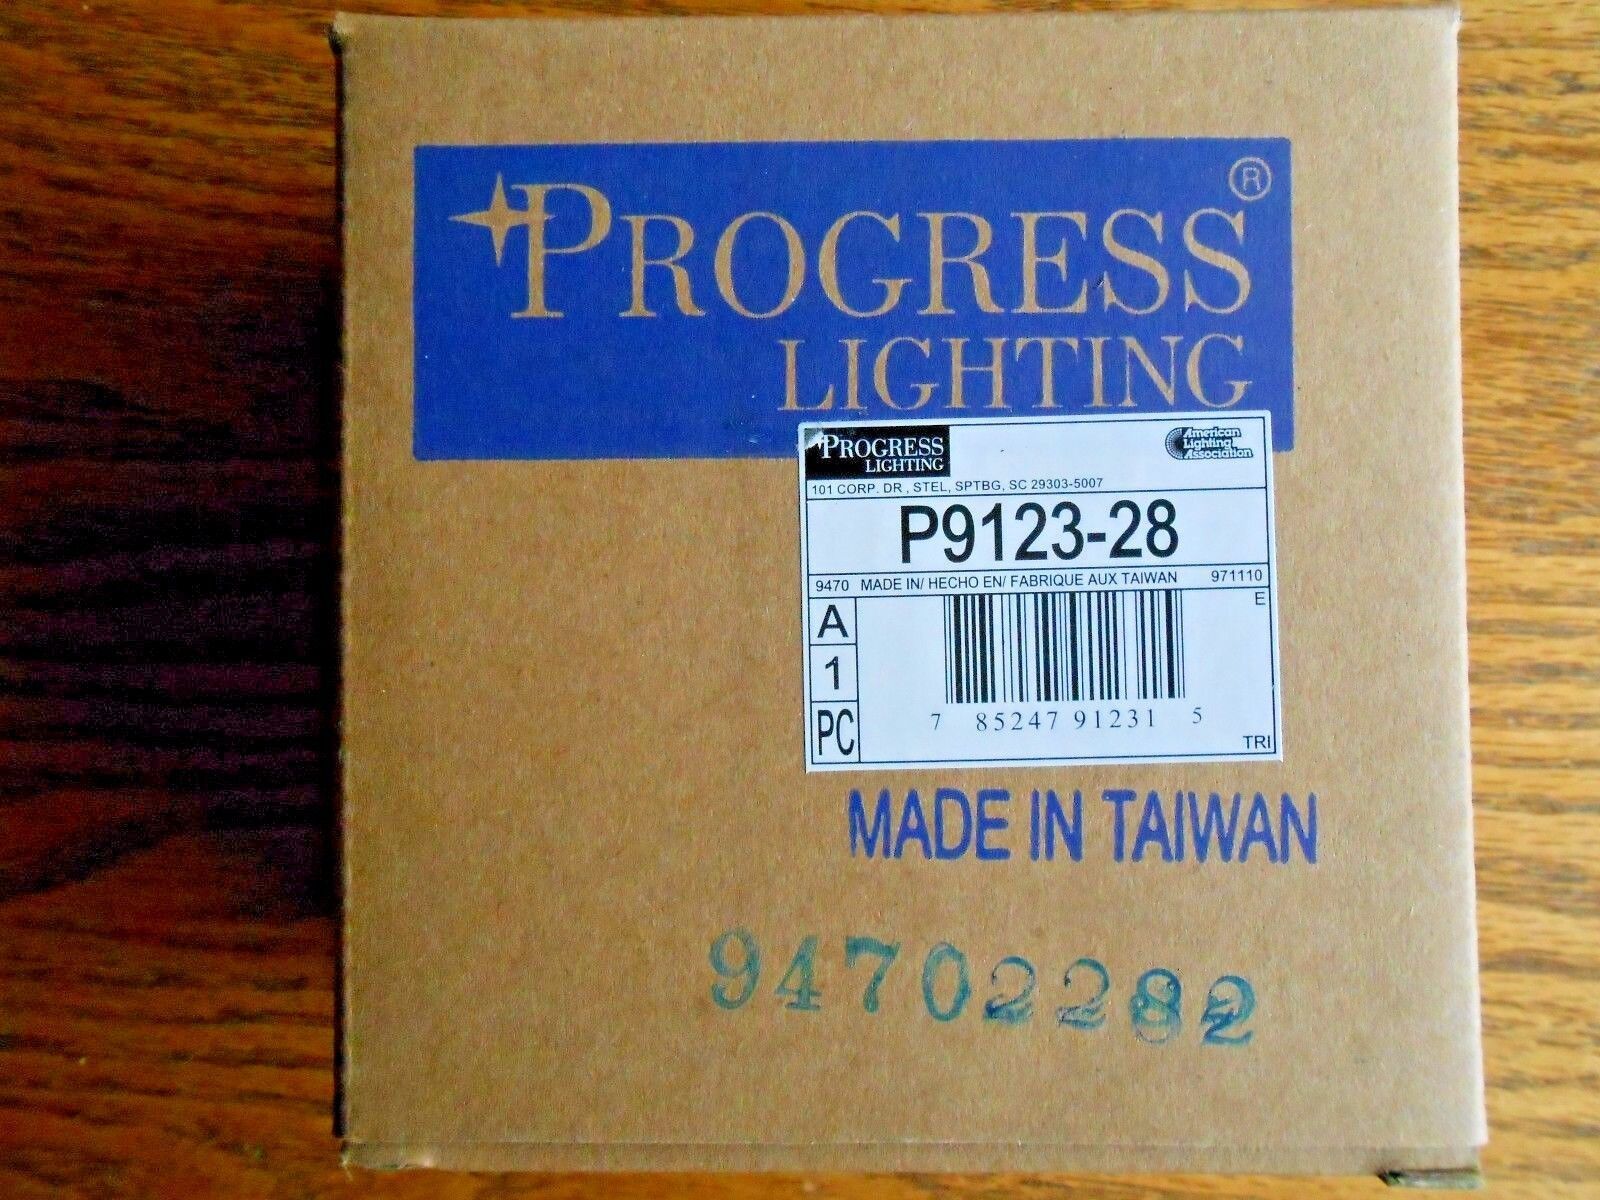 PROGRESS ®
LIGHTING
PROGRESS
LIGHTING
American
Lighting
Association
101 CORP. DR , STEL, SPTBG, SC 29303-5007
P9123-28
9470 MADE IN/ HECHO EN/ FABRIQUE AUX TAIWAN 971110
E
A
1
PC
7 85247 91231 5
TRI
MADE IN TAIWAN
94702282